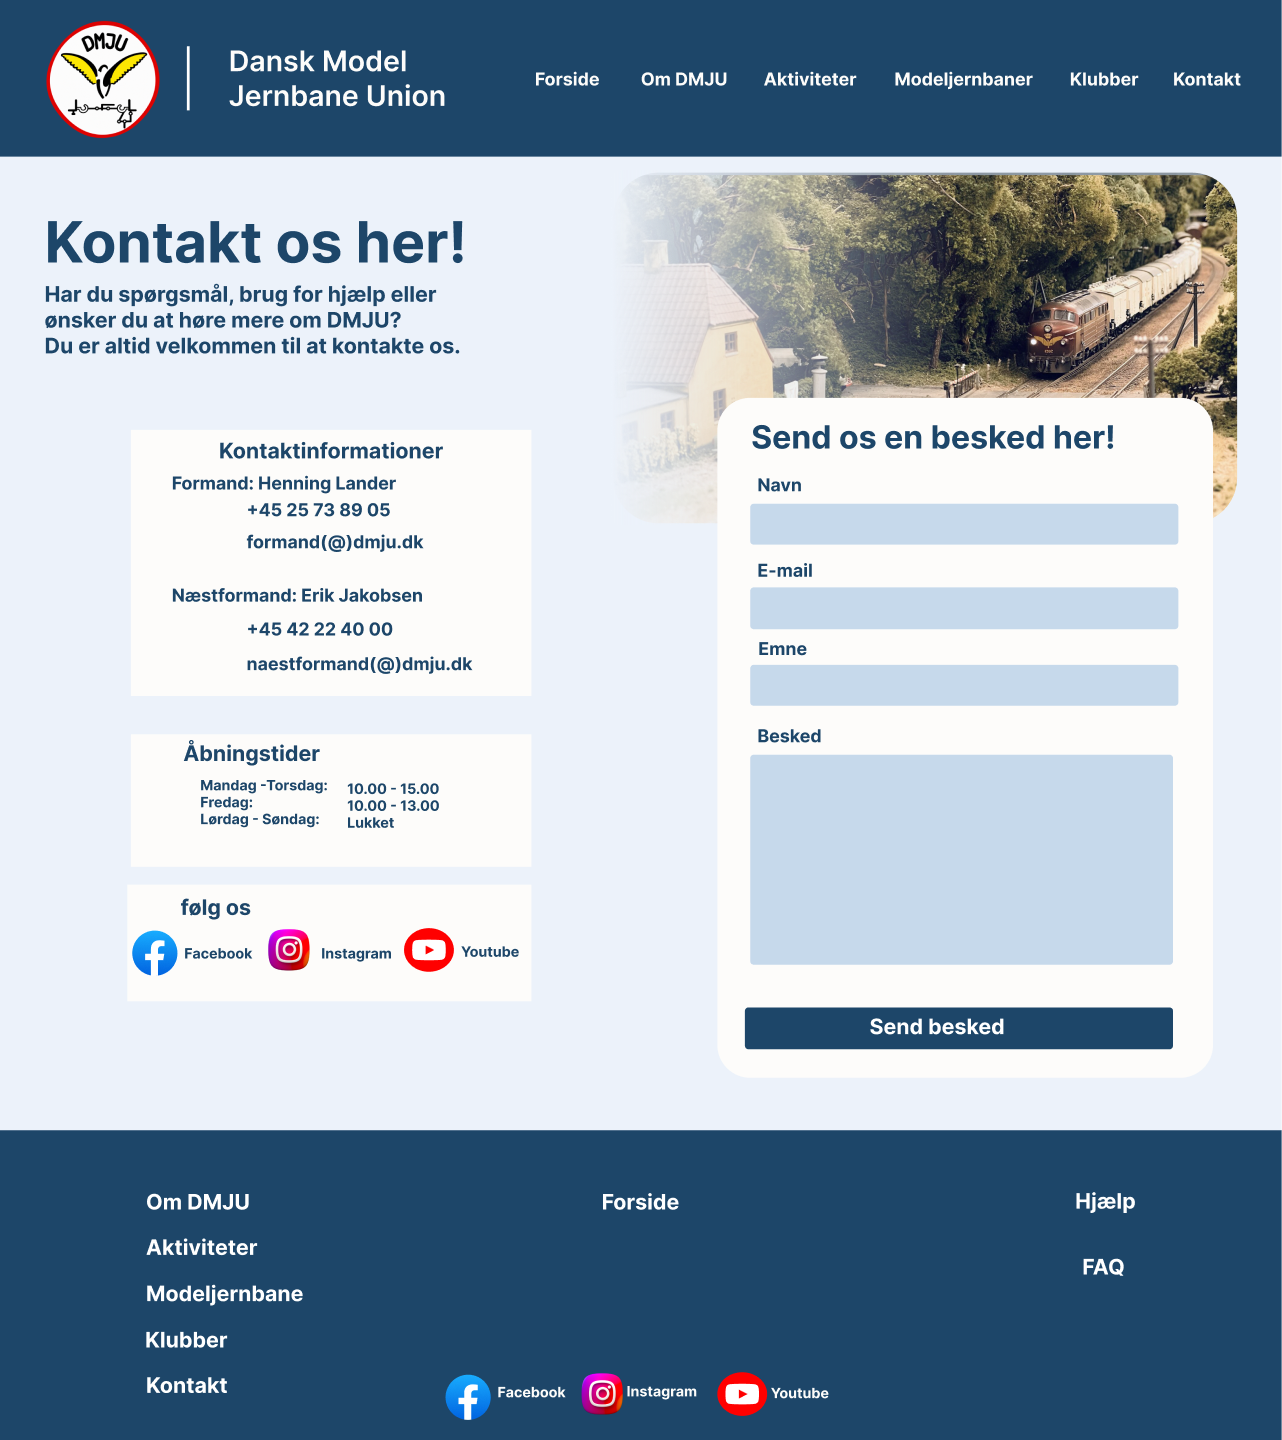 DMJU
Dansk Model
Jernbane Union
Forside
Om DMJU
Aktiviteter
Modeljernbaner
Klubber
Kontakt
Kontakt os her!
Har du spørgsmål, brug for hjælp eller
ønsker du at høre mere om DMJU?
Du er altid velkommen til at kontakte os.
Kontaktinformationer
Formand: Henning Lander
+45 25 73 89 05
formand(@)dmju.dk
Næstformand: Erik Jakobsen
+45 42 22 40 00
naestformand(@)dmju.dk
Åbningstider
Mandag -Torsdag: 10.00 - 15.00
Fredag: 10.00 - 13.00
Lørdag - Søndag: Lukket
følg os
Facebook
Instagram
Youtube
Send os en besked her!
Navn
E-mail
Emne
Besked
Send besked
Om DMJU
Aktiviteter
Modeljernbane
Klubber
Kontakt
Forside
Facebook
Instagram
Youtube
Hjælp
FAQ